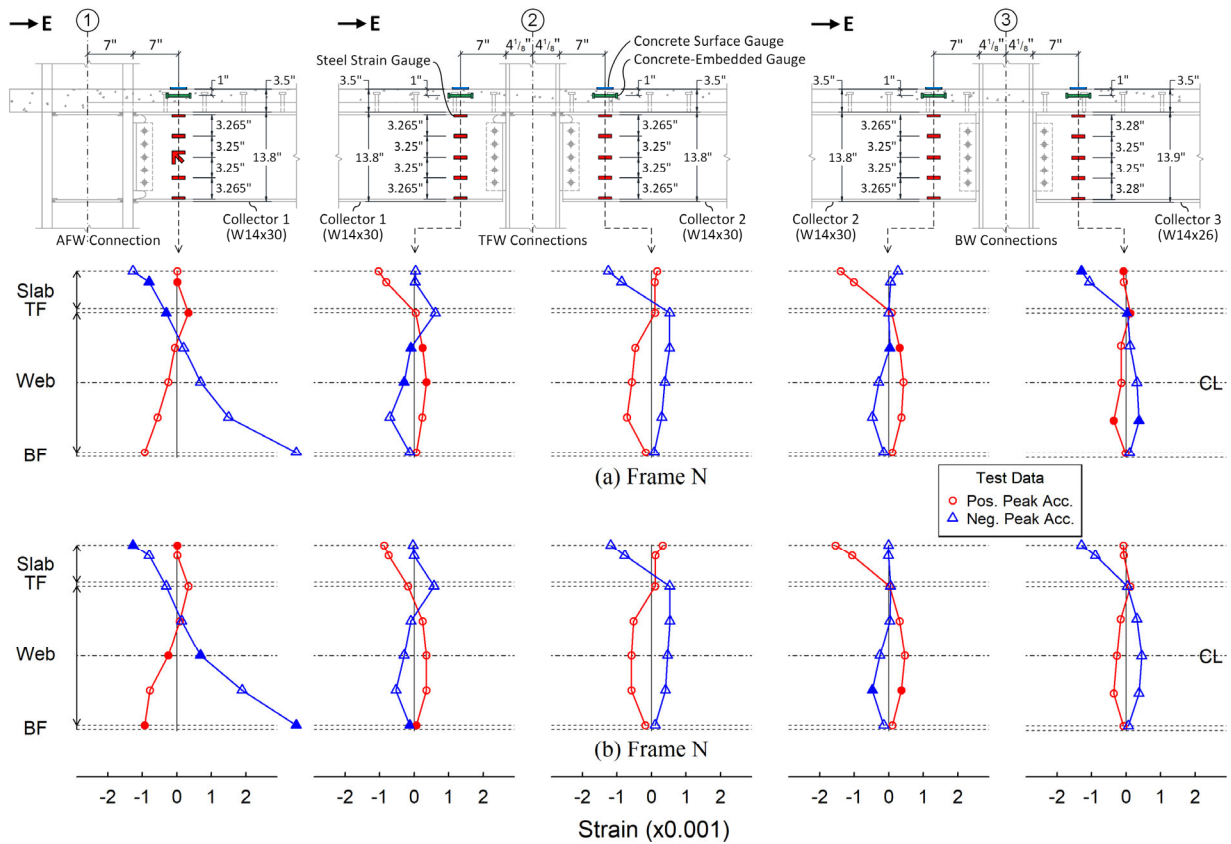 E
1
7" 7"
1"
3.5"
3.265"
3.25"
3.25"
3.265"
13.8"
Collector 1
(W14x30)
AFW Connection
E
2
7" 4 1/8" 4 1/8" 7"
Concrete Surface Gauge
Concrete-Embedded Gauge
Steel Strain Gauge
3.5"
1"
1"
3.5"
13.8"
3.265"
3.25"
3.25"
3.265"
3.265"
3.25"
3.25"
3.265"
13.8"
Collector 1
(W14x30)
TFW Connections
Collector 2
(W14x30)
E
3
7" 4 1/8" 4 1/8" 7"
3.5"
1"
1"
3.5"
13.8"
3.265"
3.25"
3.25"
3.265"
3.28"
3.25"
3.25"
3.28"
13.9"
Collector 2
(W14x30)
BW Connections
Collector 3
(W14x26)
Slab
TF
Web
CL
BF
(a) Frame N
Test Data
Pos. Peak Acc.
Neg. Peak Acc.
Slab
TF
Web
CL
BF
(b) Frame N
-2 -1 0 1 2
-2 -1 0 1 2
-2 -1 0 1 2
-2 -1 0 1 2
-2 -1 0 1 2
Strain (x0.001)